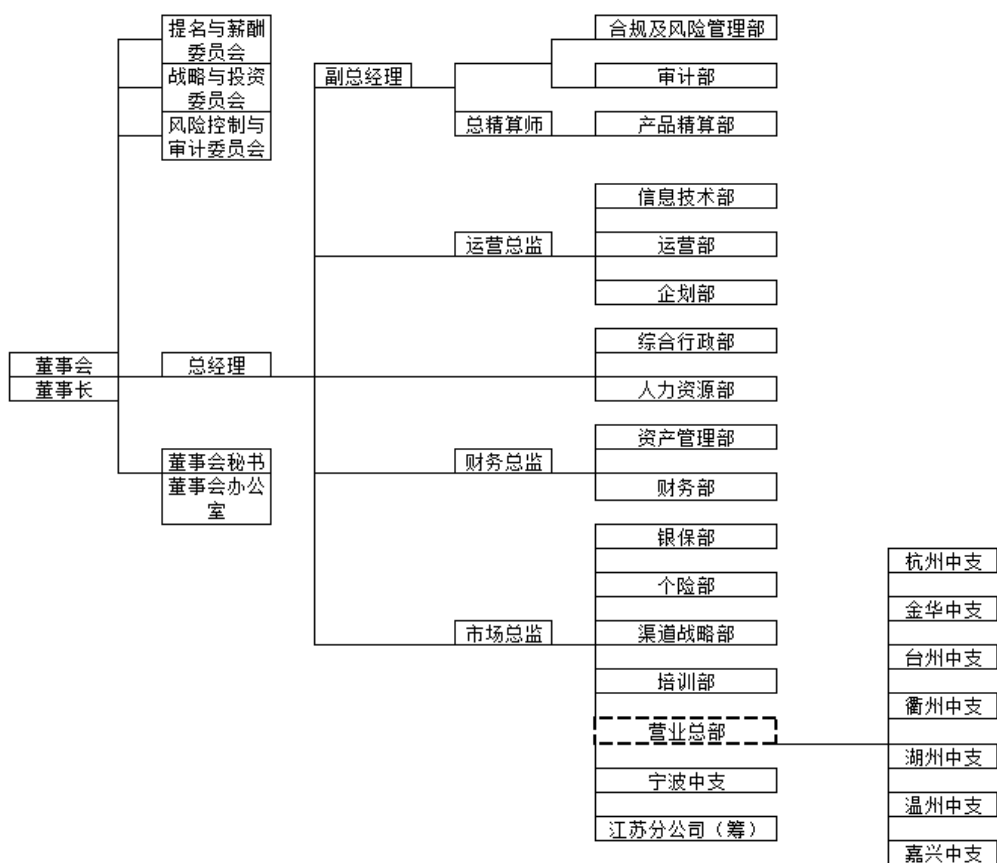 提名与薪酬
委员会
战略与投资
委员会
风险控制与
审计委员会
董事会
董事长
总经理
董事会秘书
董事会办公
室
副总经理
总精算师
运营总监
财务总监
市场总监
合规及风险管理部
审计部
产品精算部
信息技术部
运营部
企划部
综合行政部
人力资源部
资产管理部
财务部
银保部
个险部
渠道战略部
培训部
营业总部
宁波中支
江苏分公司（筹）
杭州中支
金华中支
台州中支
衢州中支
湖州中支
温州中支
嘉兴中支